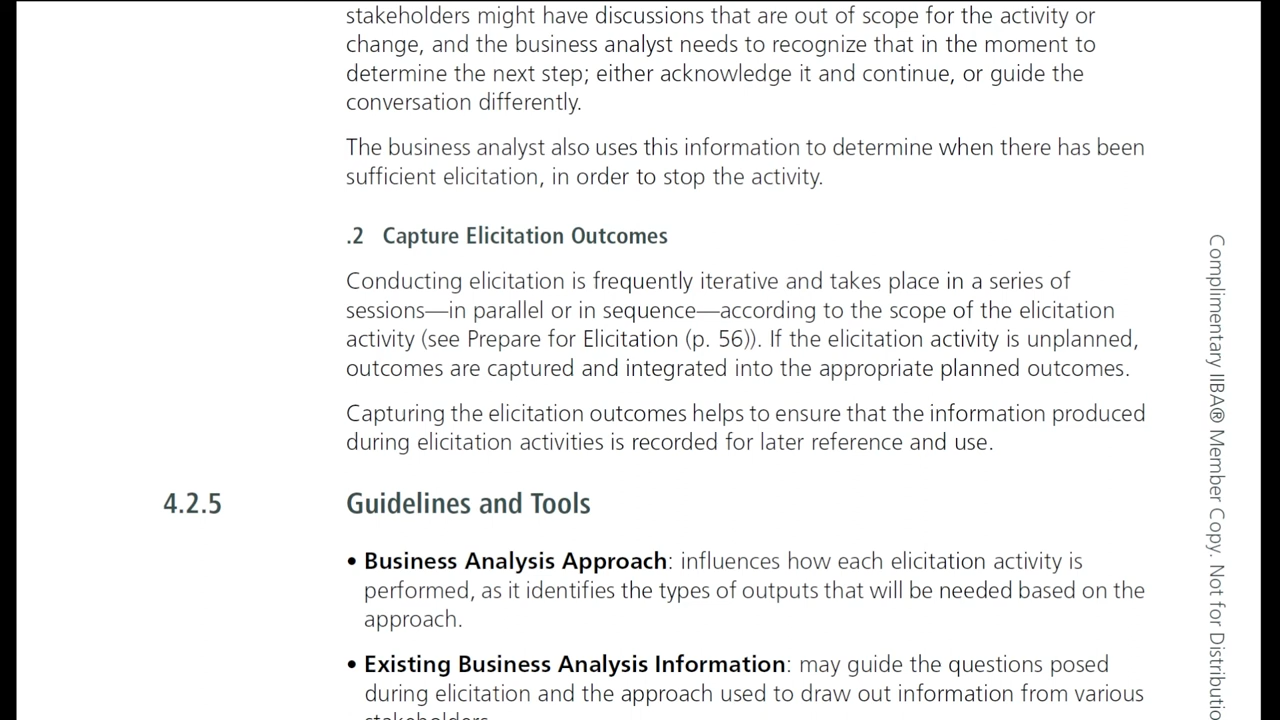 stakeholders might have discussions that are out of scope for the activity or
change, and the business analyst needs to recognize that in the moment to
determine the next step; either acknowledge it and continue, or guide the
conversation differently.
The business analyst also uses this information to determine when there has been
sufficient elicitation, in order to stop the activity.
.2 Capture Elicitation Outcomes
Conducting elicitation is frequently iterative and takes place in a series of
sessions—in parallel or in sequence—according to the scope of the elicitation
activity (see Prepare for Elicitation (p. 56)). If the elicitation activity is unplanned,
outcomes are captured and integrated into the appropriate planned outcomes.
Capturing the elicitation outcomes helps to ensure that the information produced
during elicitation activities is recorded for later reference and use.
4.2.5 Guidelines and Tools
• Business Analysis Approach: influences how each elicitation activity is
performed, as it identifies the types of outputs that will be needed based on the
approach.
• Existing Business Analysis Information: may guide the questions posed
during elicitation and the approach used to draw out information from various
stakeholders.
Complimentary IIBA® Member Copy. Not for Distributio